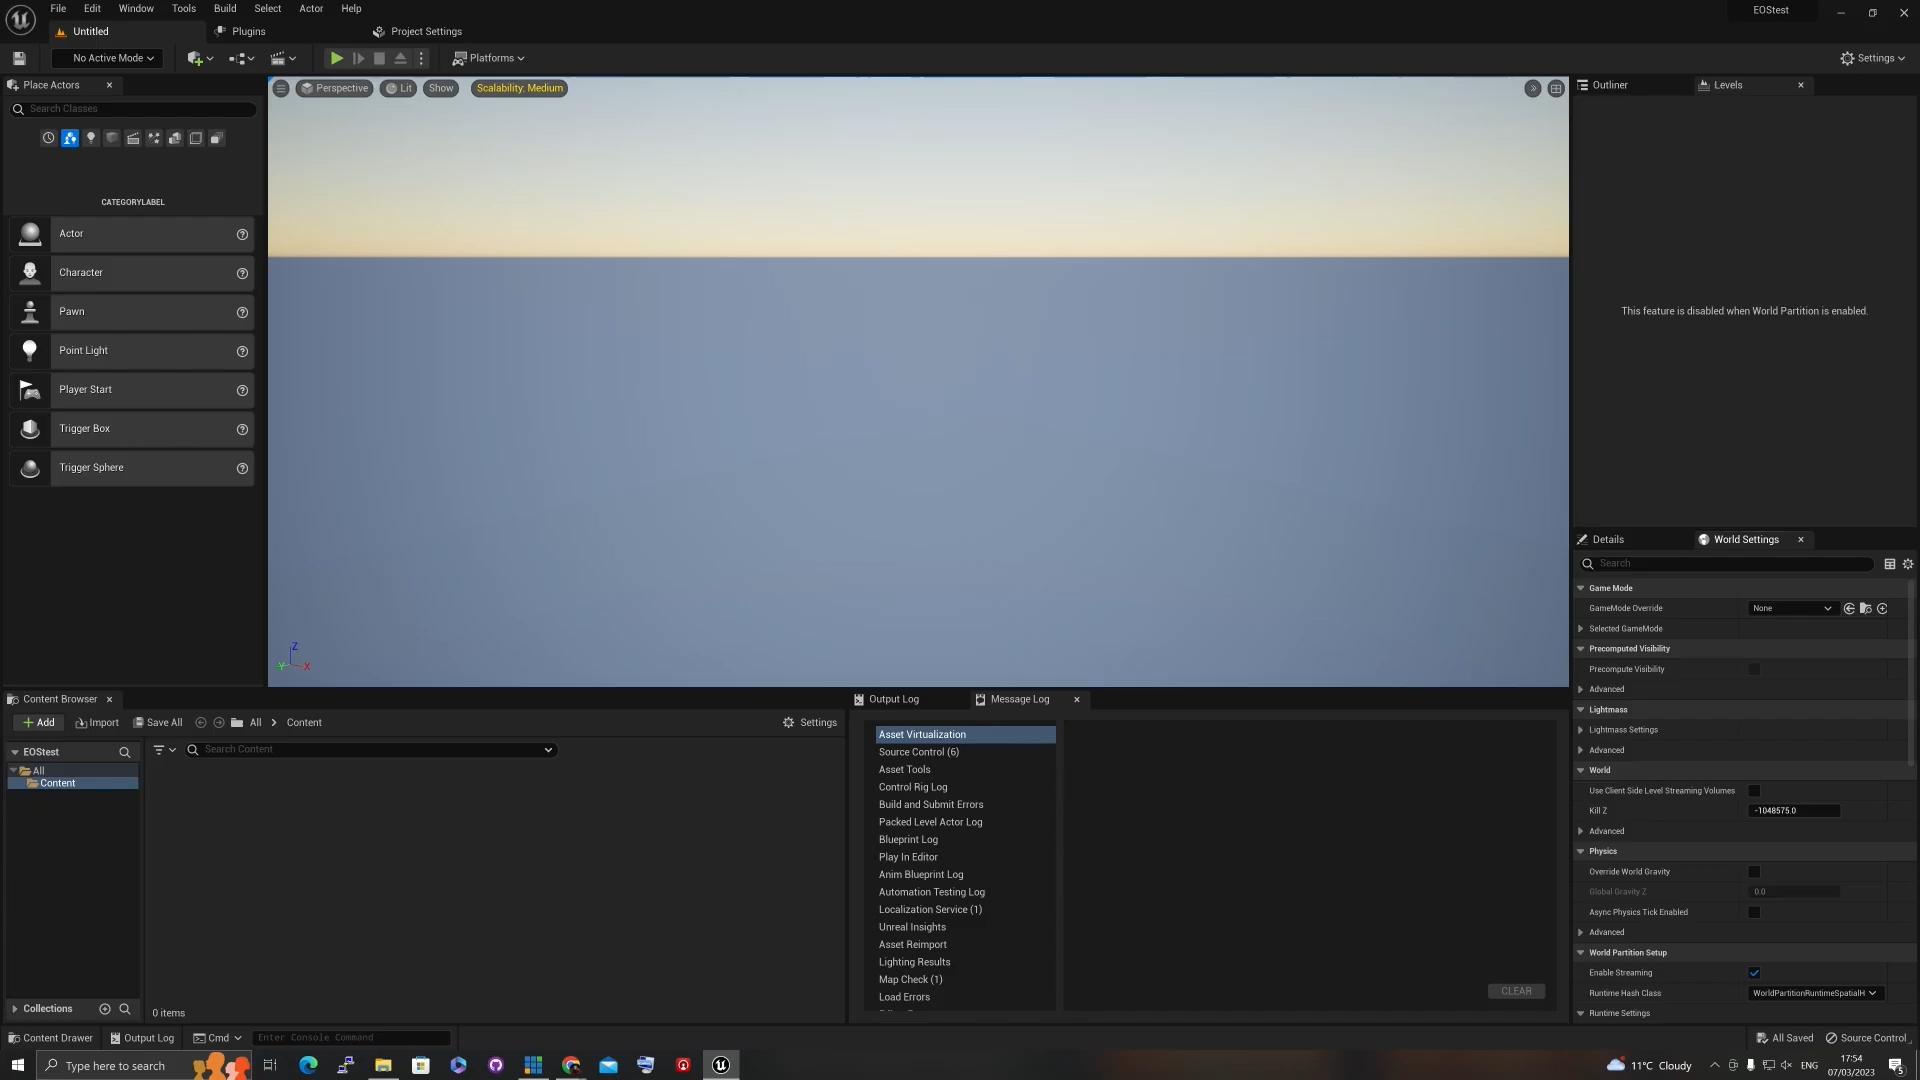 File Edit Window Tools Build Select Actor Help
EOStest
Untitled
Plugins
Project Settings
No Active Mode
Platforms
Settings
Place Actors
Search Classes
CATEGORYLABEL
Actor
Character
Pawn
Point Light
Player Start
Trigger Box
Trigger Sphere
Perspective
Lit
Show
Scalability: Medium
Z
Y
X
Outliner
Levels
This feature is disabled when World Partition is enabled.
Details
World Settings
Search
Game Mode
GameMode Override
None
Selected GameMode
Precomputed Visibility
Precompute Visibility
Advanced
Lightmass
Lightmass Settings
Advanced
World
Use Client Side Level Streaming Volumes
Kill Z
-1048575.0
Advanced
Physics
Override World Gravity
Global Gravity Z
0.0
Async Physics Tick Enabled
Advanced
World Partition Setup
Enable Streaming
Runtime Hash Class
WorldPartitionRuntimeSpatialH
Runtime Settings
Content Browser
Add
Import
Save All
All
Content
Settings
EOStest
Search Content
All
Content
Collections
0 items
Output Log
Message Log
Asset Virtualization
Source Control (6)
Asset Tools
Control Rig Log
Build and Submit Errors
Packed Level Actor Log
Blueprint Log
Play In Editor
Anim Blueprint Log
Automation Testing Log
Localization Service (1)
Unreal Insights
Asset Reimport
Lighting Results
Map Check (1)
Load Errors
CLEAR
Content Drawer
Output Log
Cmd
Enter Console Command
All Saved
Source Control
Type here to search
11°C Cloudy
ENG
17:54
07/03/2023
5